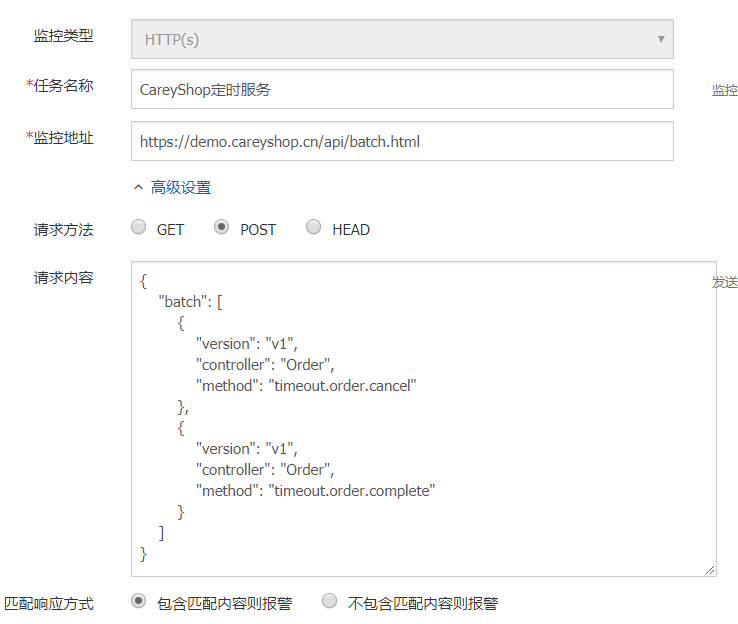 监控类型 HTTP(s)
*任务名称 CareyShop定时服务 监控
*监控地址 https://demo.careyshop.cn/api/batch.html
高级设置
请求方法 GET POST HEAD
请求内容 { 发送
"batch": [
{
"version": "v1",
"controller": "Order",
"method": "timeout.order.cancel"
},
{
"version": "v1",
"controller": "Order",
"method": "timeout.order.complete"
}
]
}
匹配响应方式 包含匹配内容则报警 不包含匹配内容则报警